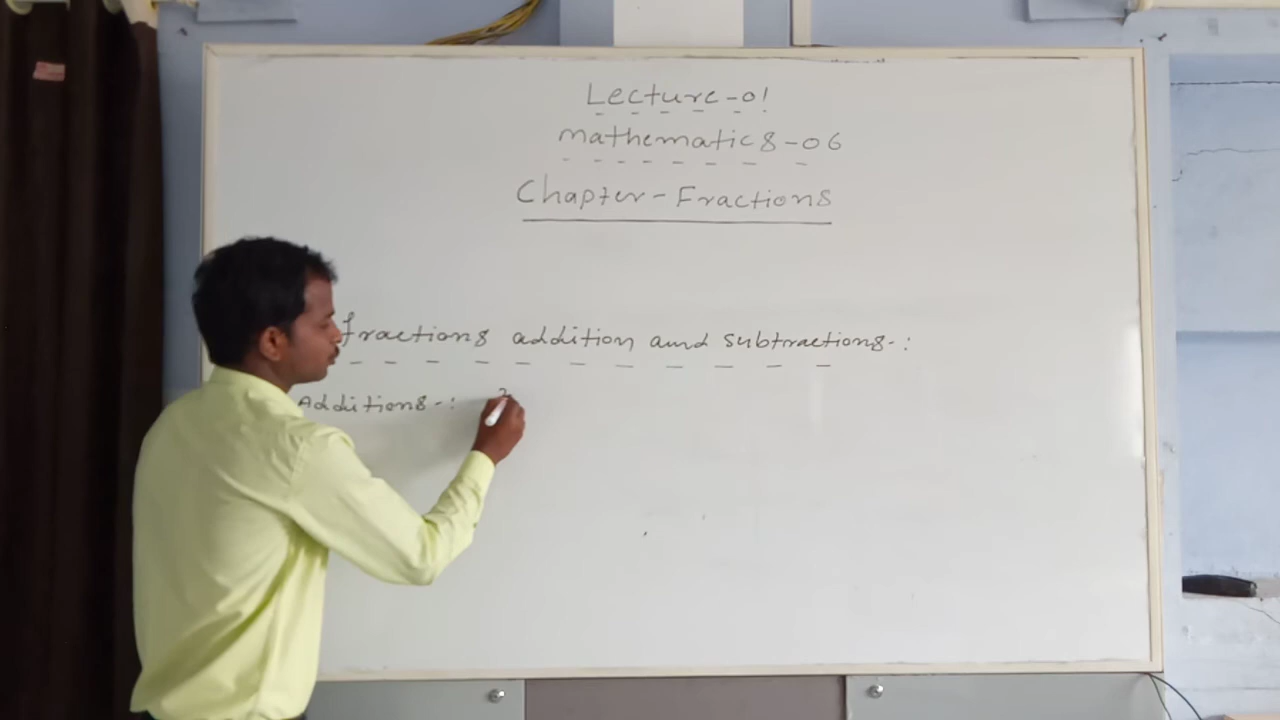 Lecture-01
mathematics-06
Chapter-Fractions
fractions addition and subtractions-:
Additions-: